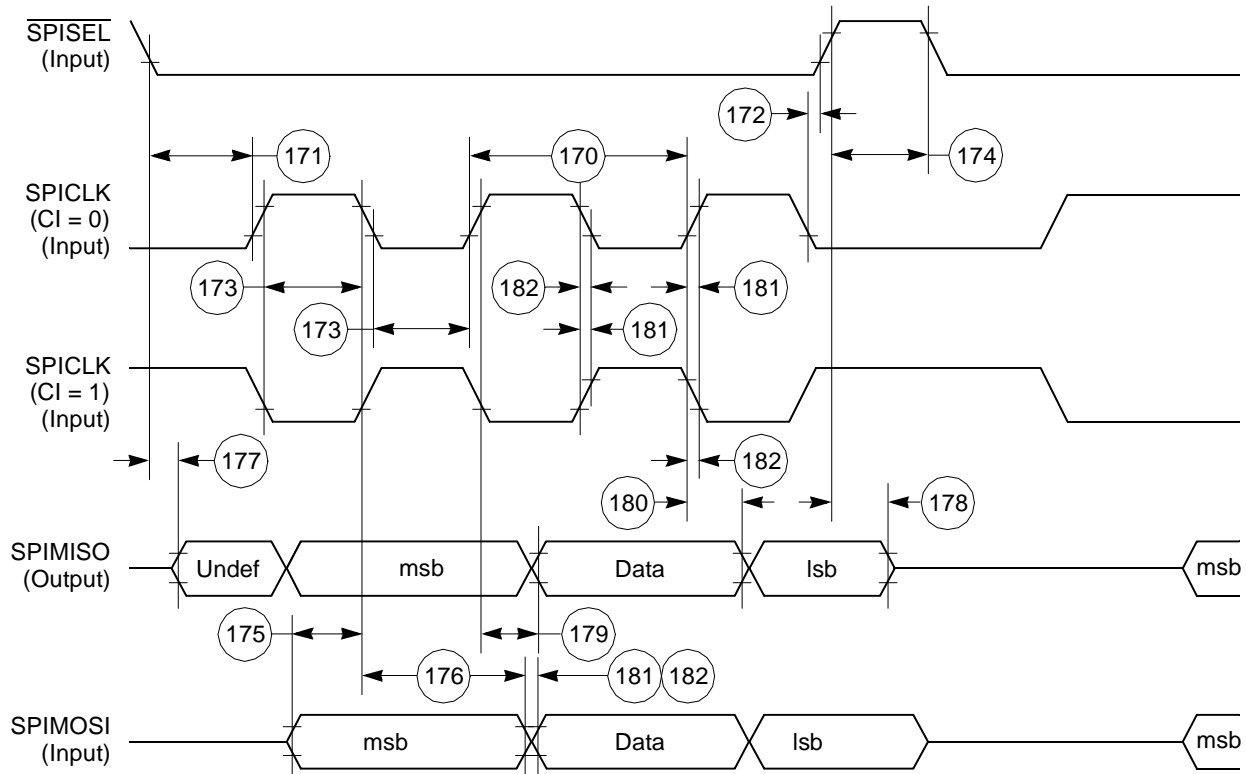 SPISEL
(Input)
172
174
171
170
SPICLK
(CI = 0)
(Input)
173
182
181
173
181
SPICLK
(CI = 1)
(Input)
177
182
180
178
SPIMISO
(Output)
Undef
msb
Data
lsb
msb
175
179
176
181
182
SPIMOSI
(Input)
msb
Data
lsb
msb